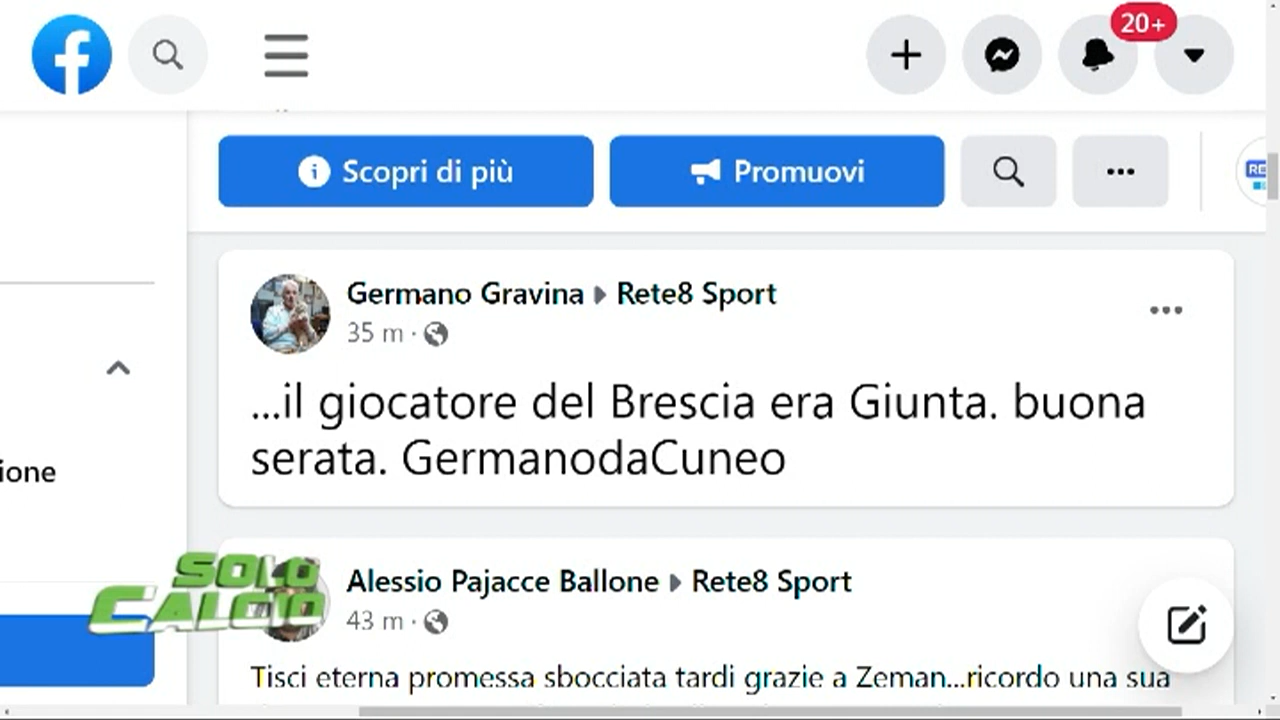 20+
Scopri di più
Promuovi
Germano Gravina ▸ Rete8 Sport
35 m ·
...il giocatore del Brescia era Giunta. buona
serata. GermanodaCuneo
ione
SOLO
CALCIO
Alessio Pajacce Ballone ▸ Rete8 Sport
43 m ·
Tisci eterna promessa sbocciata tardi grazie a Zeman...ricordo una sua